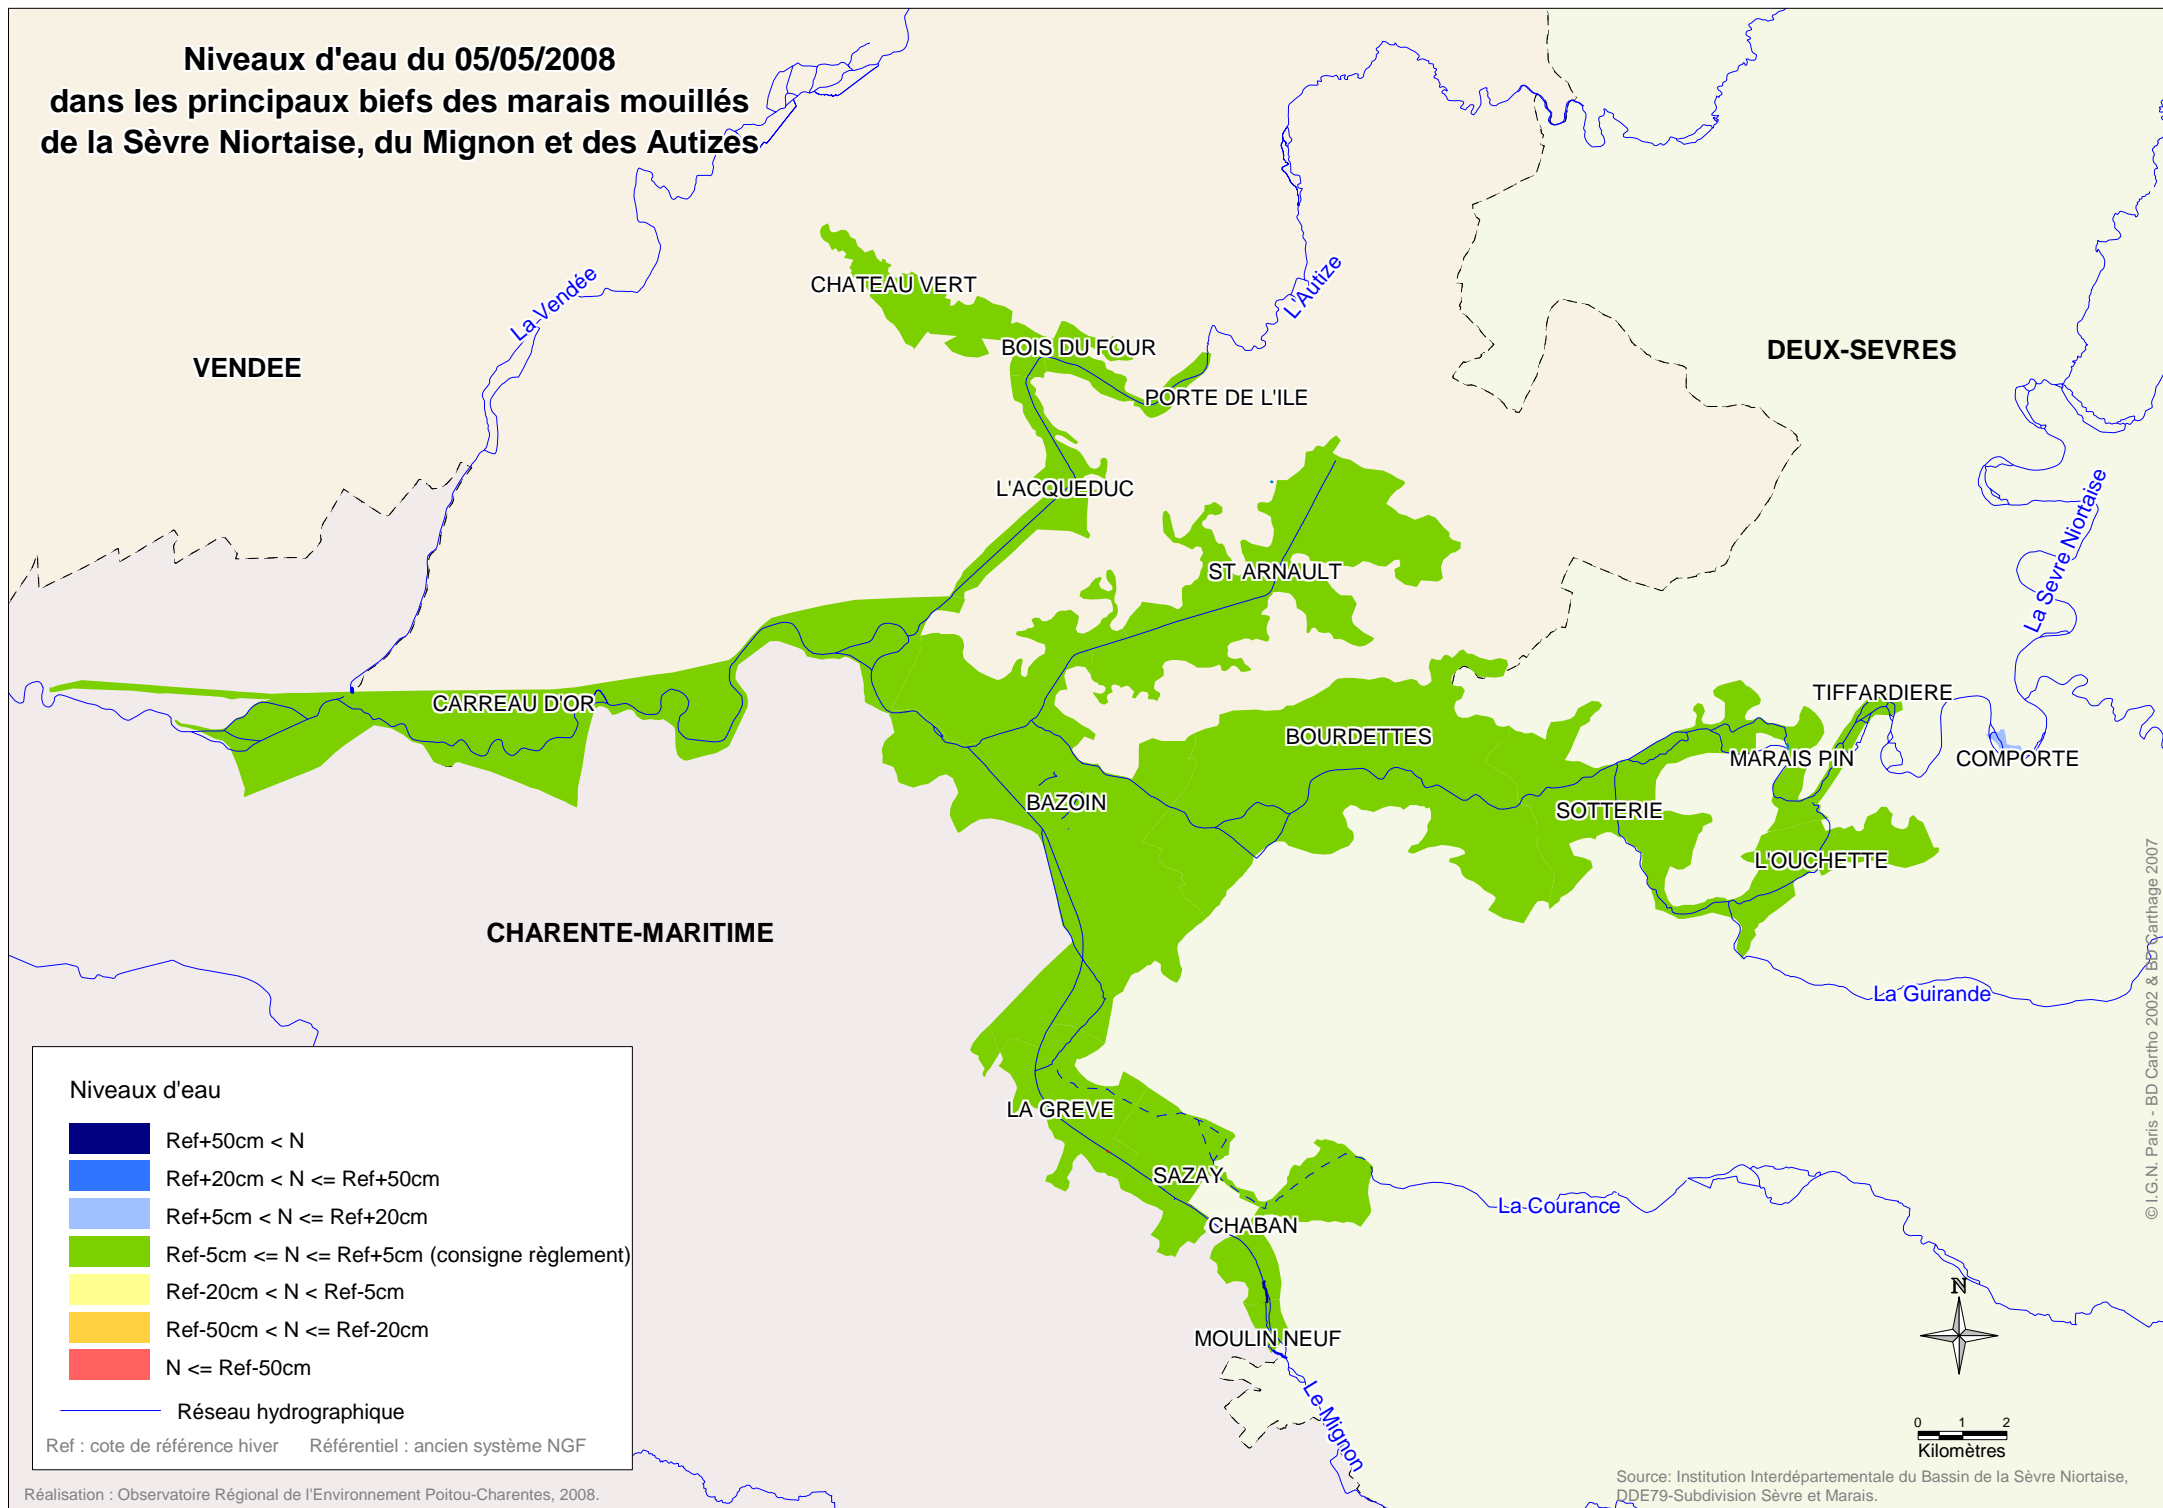 Niveaux d'eau du 05/05/2008
dans les principaux biefs des marais mouillés
de la Sèvre Niortaise, du Mignon et des Autizes
La Vendée
CHATEAU VERT
L'Autize
VENDEE
BOIS DU FOUR
DEUX-SEVRES
PORTE DE L'ILE
L'ACQUEDUC
La Sevre Niortaise
ST ARNAULT
CARREAU D'OR
TIFFARDIERE
BOURDETTES
MARAIS PIN
COMPORTE
BAZOIN
SOTTERIE
L'OUCHETTE
CHARENTE-MARITIME
La Guirande
LA GREVE
SAZAY
CHABAN
La Courance
MOULIN NEUF
Le Mignon
Niveaux d'eau
Ref+50cm < N
Ref+20cm < N <= Ref+50cm
Ref+5cm < N <= Ref+20cm
Ref-5cm <= N <= Ref+5cm (consigne règlement)
Ref-20cm < N < Ref-5cm
Ref-50cm < N <= Ref-20cm
N <= Ref-50cm
Réseau hydrographique
Ref : cote de référence hiver Référentiel : ancien système NGF
Réalisation : Observatoire Régional de l'Environnement Poitou-Charentes, 2008.
N
0 1 2
Kilomètres
Source: Institution Interdépartementale du Bassin de la Sèvre Niortaise,
DDE79-Subdivision Sèvre et Marais.
© I.G.N. Paris - BD Cartho 2002 & BD Carthage 2007